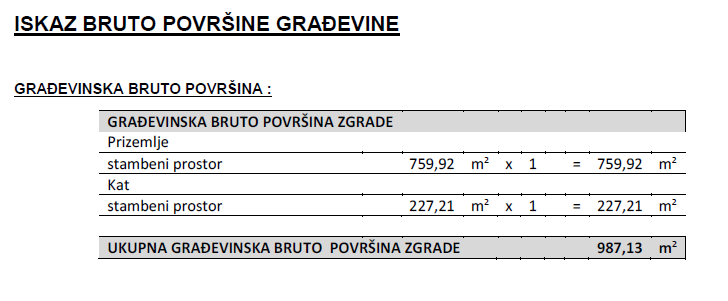 ISKAZ BRUTO POVRŠINE GRAĐEVINE
GRAĐEVINSKA BRUTO POVRŠINA :
GRAĐEVINSKA BRUTO POVRŠINA ZGRADE
Prizemlje
stambeni prostor 759,92 m² x 1 = 759,92 m²
Kat
stambeni prostor 227,21 m² x 1 = 227,21 m²
UKUPNA GRAĐEVINSKA BRUTO POVRŠINA ZGRADE 987,13 m²